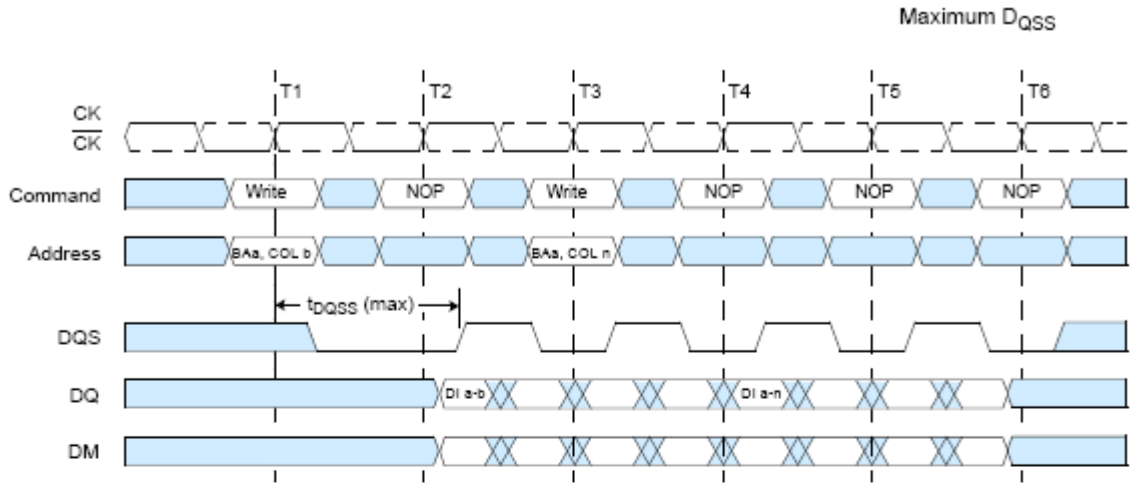 Maximum DQSS
T1 T2 T3 T4 T5 T6
CK
CK
Command Write NOP Write NOP NOP NOP
Address BAa, COL b BAa, COL n
tDQSS (max)
DQS
DQ DI a-b DI a-n
DM